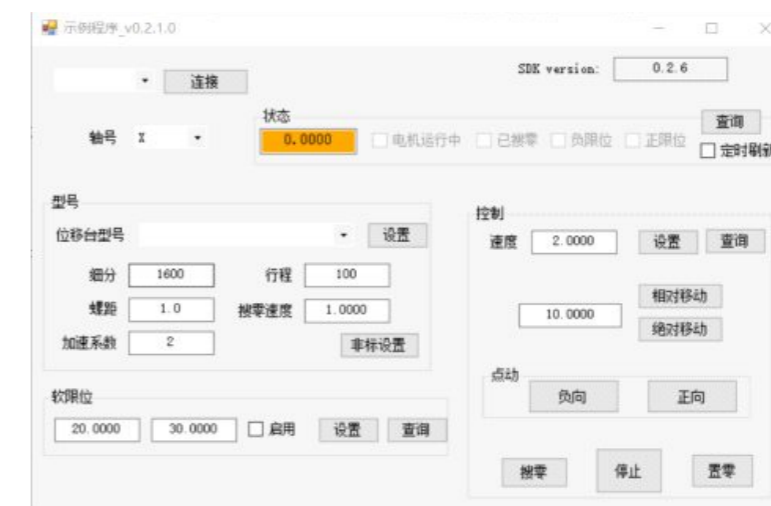 示例程序_v0.2.1.0
SDK version: 0.2.6
连接
状态
查询
轴号 X 0.0000 电机运行中 已搜零 负限位 正限位
定时刷新
型号
控制
位移台型号 设置
速度 2.0000 设置 查询
细分 1600 行程 100
相对移动
螺距 1.0 搜零速度 1.0000
10.0000
绝对移动
加速系数 2 非标设置
点动
负向 正向
软限位
20.0000 30.0000 启用 设置 查询
搜零 停止 置零